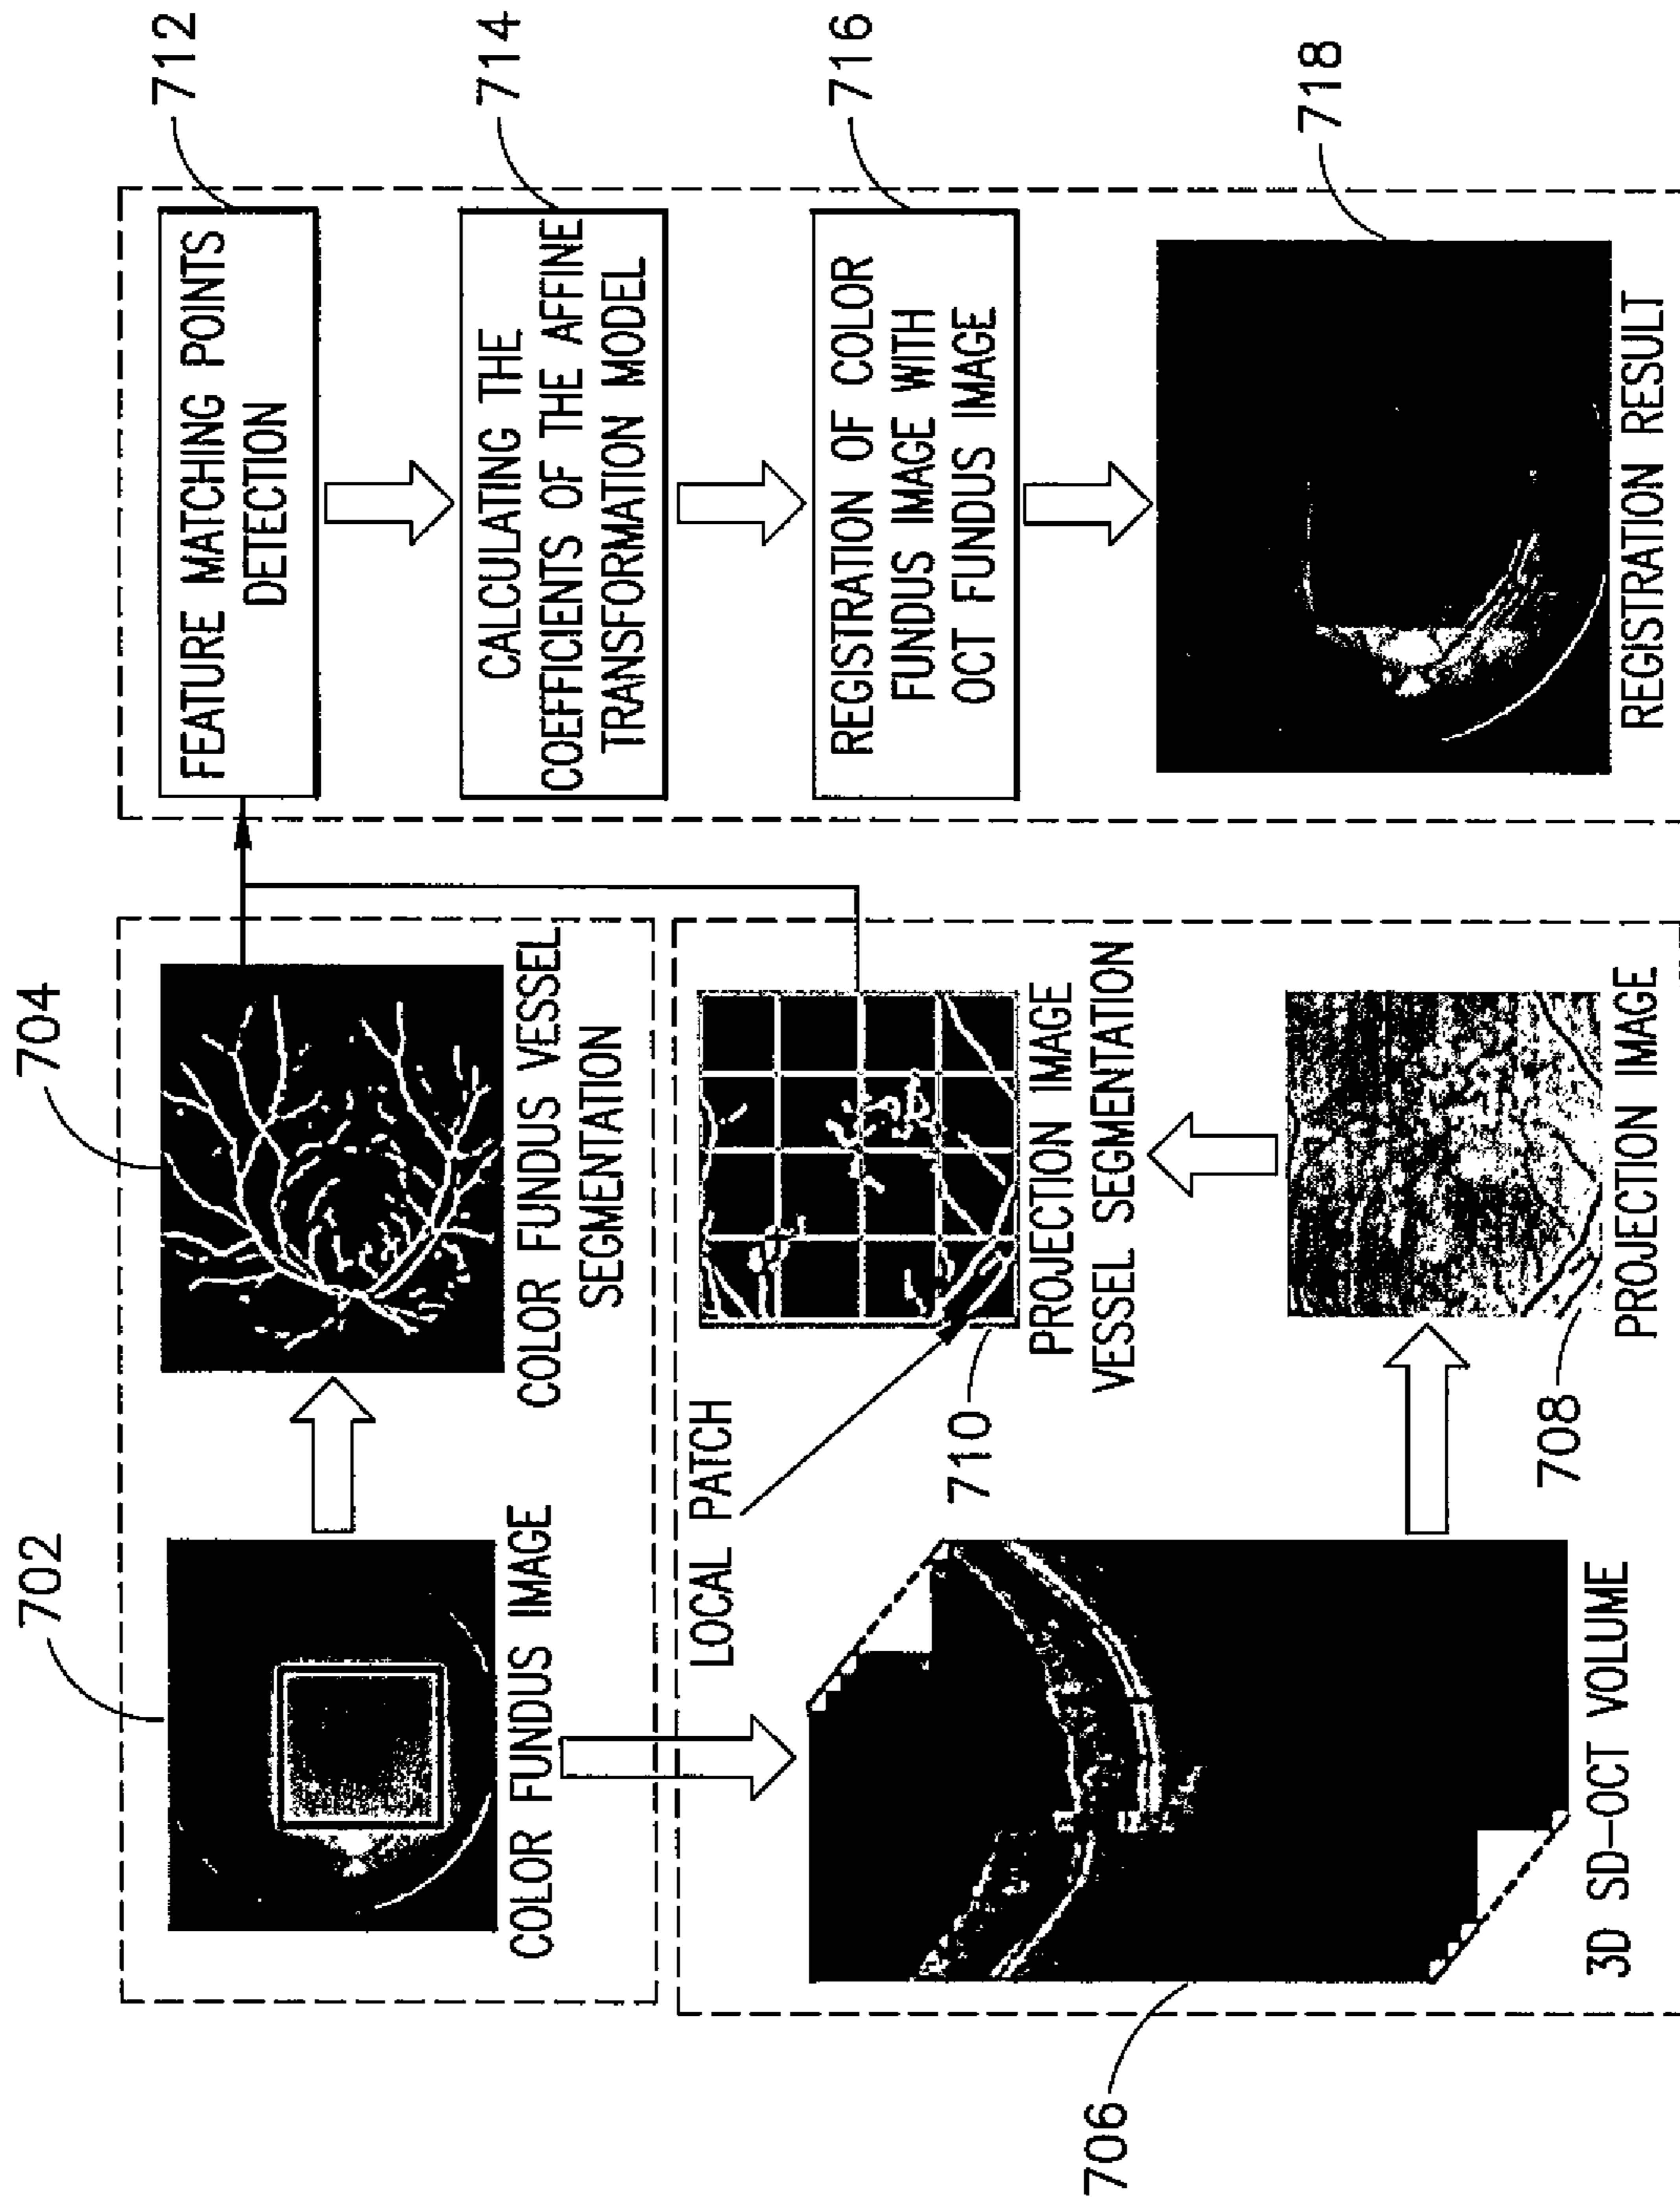 702
704
COLOR FUNDUS IMAGE
COLOR FUNDUS VESSEL
SEGMENTATION
LOCAL PATCH
710
PROJECTION IMAGE
VESSEL SEGMENTATION
706
3D SD-OCT VOLUME
708
PROJECTION IMAGE
712
FEATURE MATCHING POINTS
DETECTION
714
CALCULATING THE
COEFFICIENTS OF THE AFFINE
TRANSFORMATION MODEL
716
REGISTRATION OF COLOR
FUNDUS IMAGE WITH
OCT FUNDUS IMAGE
718
REGISTRATION RESULT